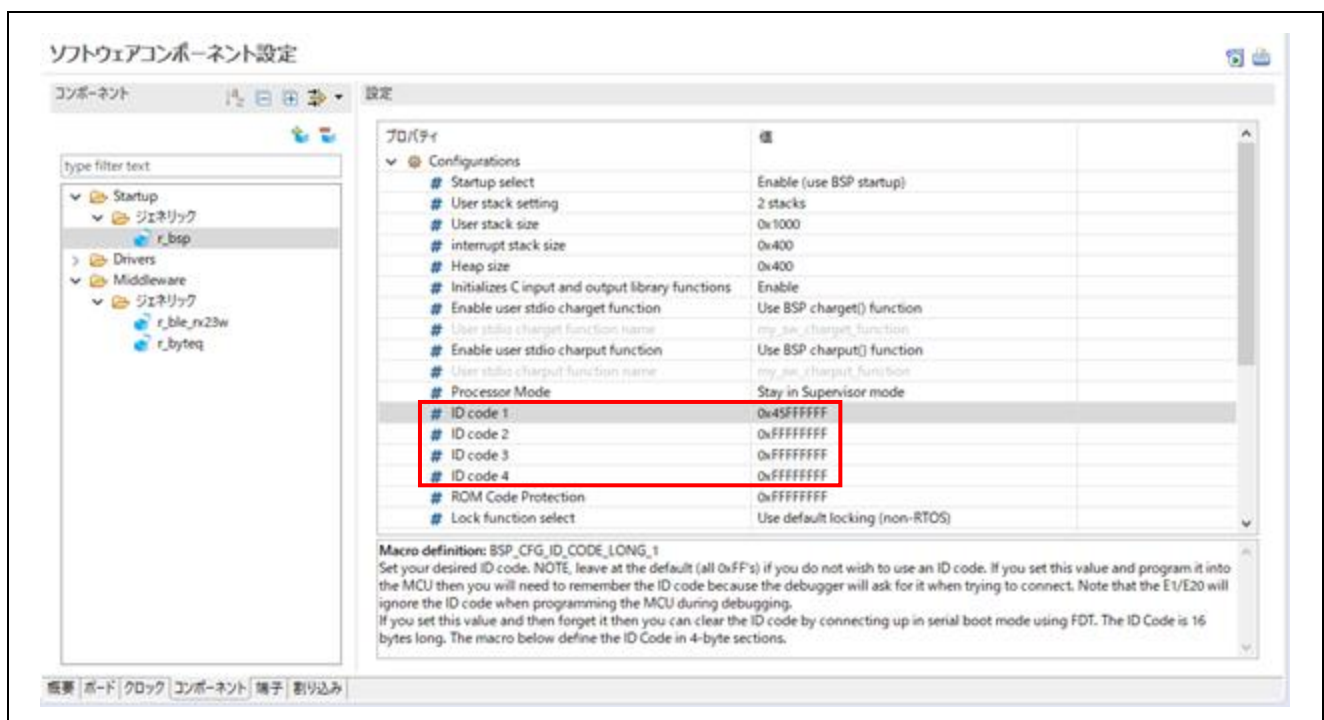 ソフトウェアコンポーネント設定
コンポーネント
設定
type filter text
Startup
ジェネリック
r_bsp
Drivers
Middleware
ジェネリック
r_ble_rx23w
r_byteq
プロパティ 値
Configurations
# Startup select Enable (use BSP startup)
# User stack setting 2 stacks
# User stack size 0x1000
# interrupt stack size 0x400
# Heap size 0x400
# Initializes C input and output library functions Enable
# Enable user stdio charget function Use BSP charget() function
# User stdio charget function name my_sw_charget_function
# Enable user stdio charput function Use BSP charput() function
# User stdio charput function name my_sw_charput_function
# Processor Mode Stay in Supervisor mode
# ID code 1 0x45FFFFFF
# ID code 2 0xFFFFFFFF
# ID code 3 0xFFFFFFFF
# ID code 4 0xFFFFFFFF
# ROM Code Protection 0xFFFFFFFF
# Lock function select Use default locking (non-RTOS)
Macro definition: BSP_CFG_ID_CODE_LONG_1
Set your desired ID code. NOTE, leave at the default (all 0xFF's) if you do not wish to use an ID code. If you set this value and program it into
the MCU then you will need to remember the ID code because the debugger will ask for it when trying to connect. Note that the E1/E20 will
ignore the ID code when programming the MCU during debugging.
If you set this value and then forget it then you can clear the ID code by connecting up in serial boot mode using FDT. The ID Code is 16
bytes long. The macro below define the ID Code in 4-byte sections.
概要 ボード クロック コンポーネント 端子 割り込み